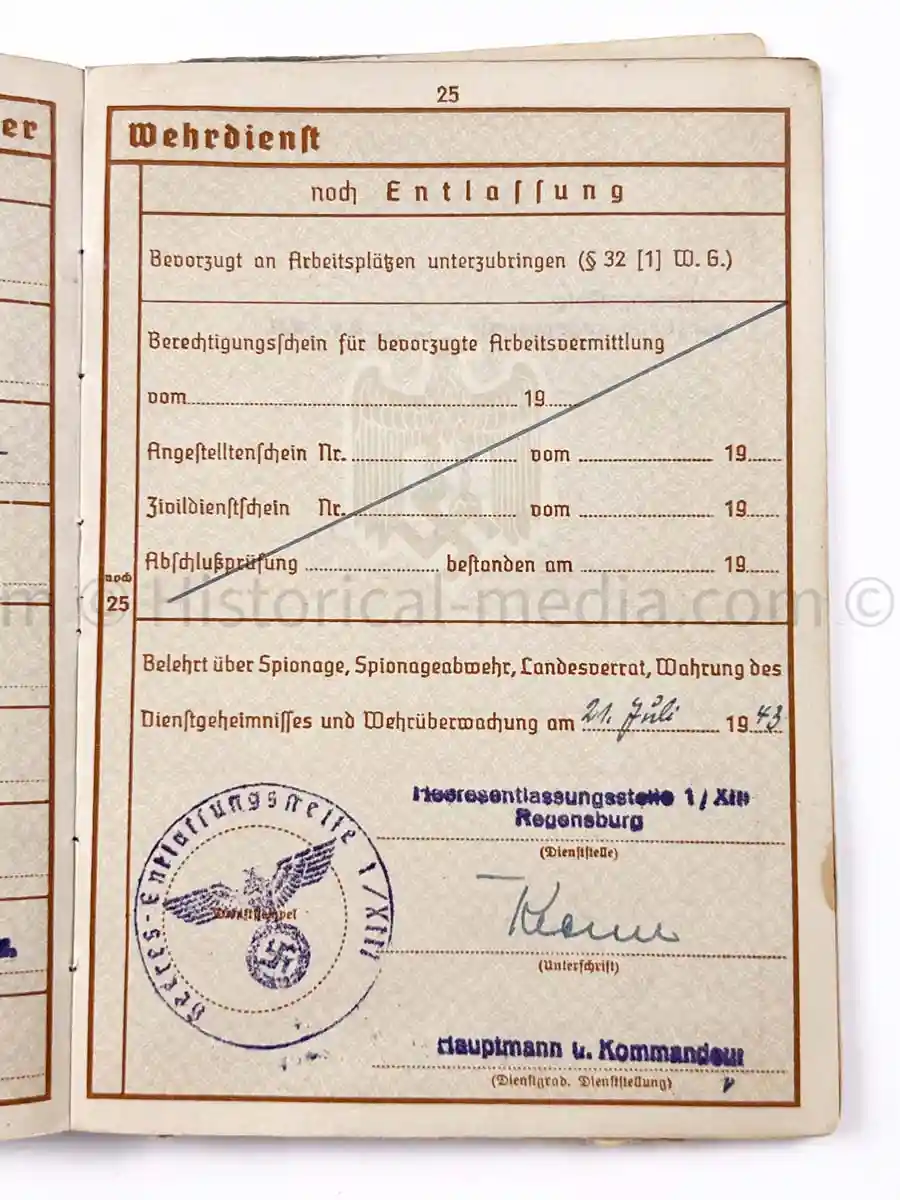 er
25
Wehrdienst
noch Entlassung
Bevorzugt an Arbeitsplätzen unterzubringen (§ 32 [1] W. G.)
Berechtigungsschein für bevorzugte Arbeitsvermittlung
vom 19
Angestelltenschein Nr. vom 19
Zivildienstschein Nr. vom 19
Abschlußprüfung bestanden am 19
noch
25
m © Historical-media.com ©
Belehrt über Spionage, Spionageabwehr, Landesverrat, Wahrung des
Dienstgeheimnisses und Wehrüberwachung am 21. Juli 1943
Heeresentlassungsstelle 1/XIII
Regensburg
(Dienststelle)
Heeres-Entlassungsstelle 1/XIII
Dienststempel
(Unterschrift)
Hauptmann u. Kommandeur
(Dienstgrad, Dienststellung)